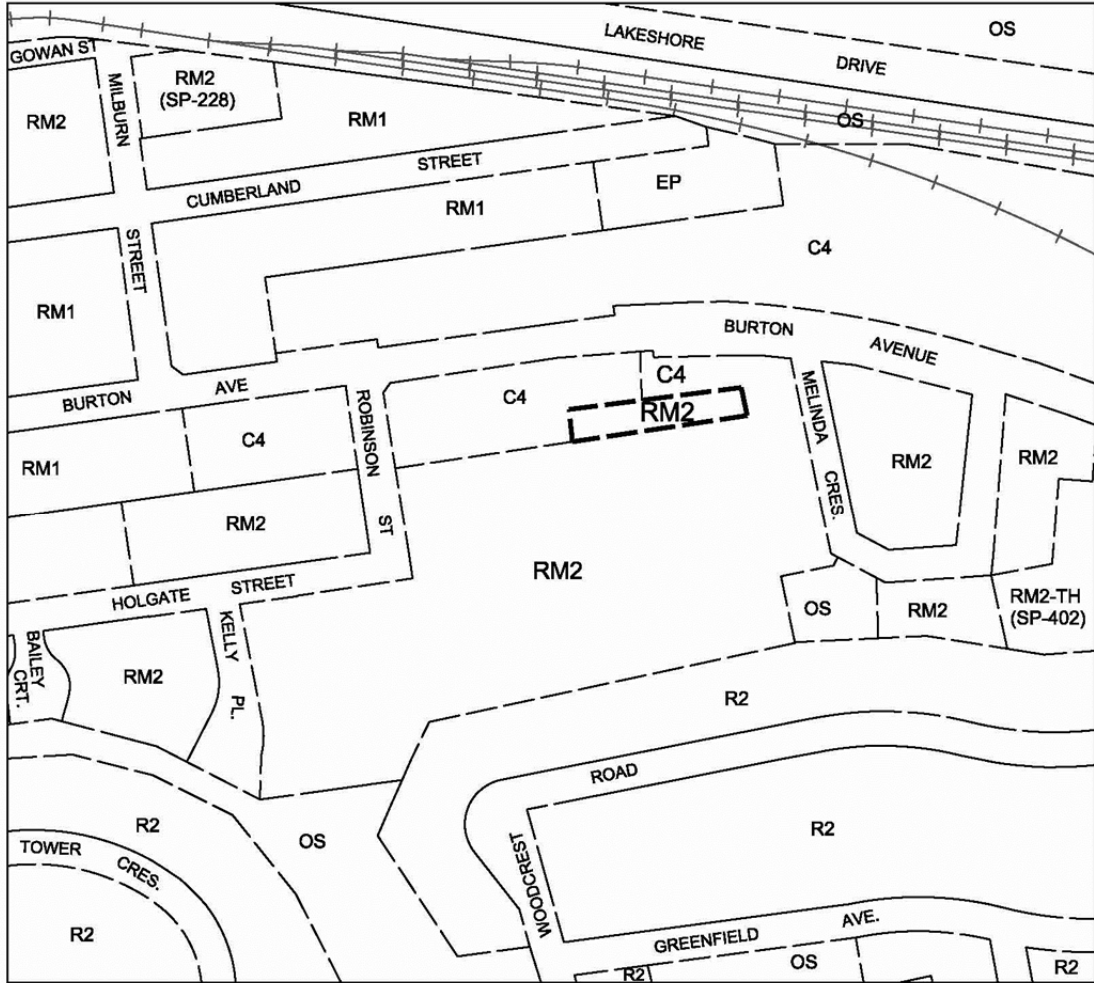 OS
LAKESHORE
DRIVE
GOWAN ST
MILBURN
RM2
(SP-228)
RM2
RM1
OS
STREET
CUMBERLAND
EP
RM1
STREET
C4
RM1
BURTON
AVENUE
AVE
BURTON
ROBINSON
ST
C4
C4
RM2
MELINDA
CRES.
C4
RM1
RM2
RM2
RM2
RM2
HOLGATE STREET
OS
RM2
RM2-TH
(SP-402)
BAILEY
CRT.
KELLY
PL.
RM2
R2
ROAD
R2
R2
OS
TOWER
CRES.
WOODCREST
R2
GREENFIELD AVE.
R2
OS
R2